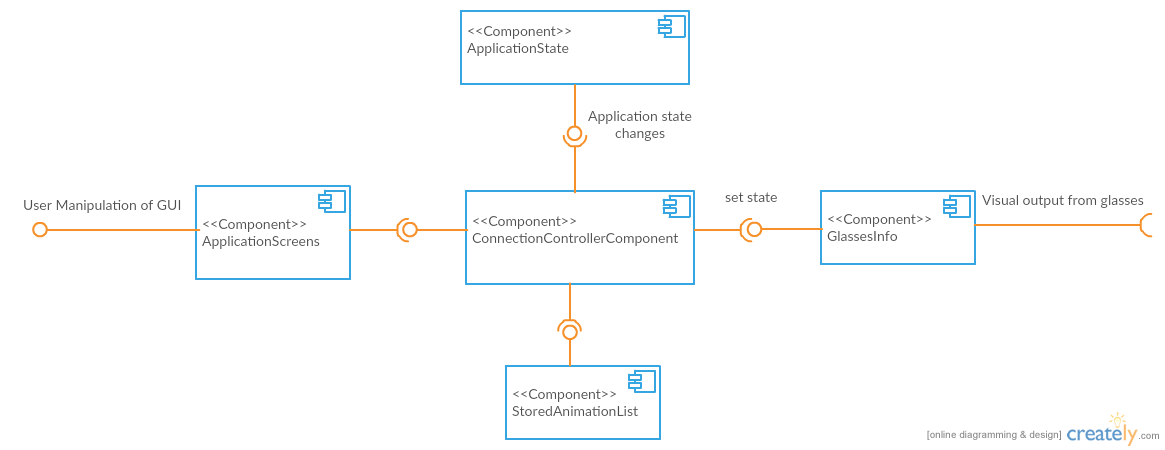 <<Component>>
ApplicationState
Application state
changes
User Manipulation of GUI
<<Component>>
ApplicationScreens
<<Component>>
ConnectionControllerComponent
set state
<<Component>>
GlassesInfo
Visual output from glasses
<<Component>>
StoredAnimationList
[online diagramming & design] creately.com